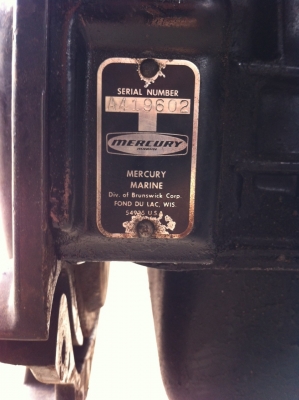 SERIAL NUMBER
A419602
MERCURY
MERCURY
MARINE
Div. of Brunswick Corp.
FOND DU LAC, WIS.
54935 U.S.A.